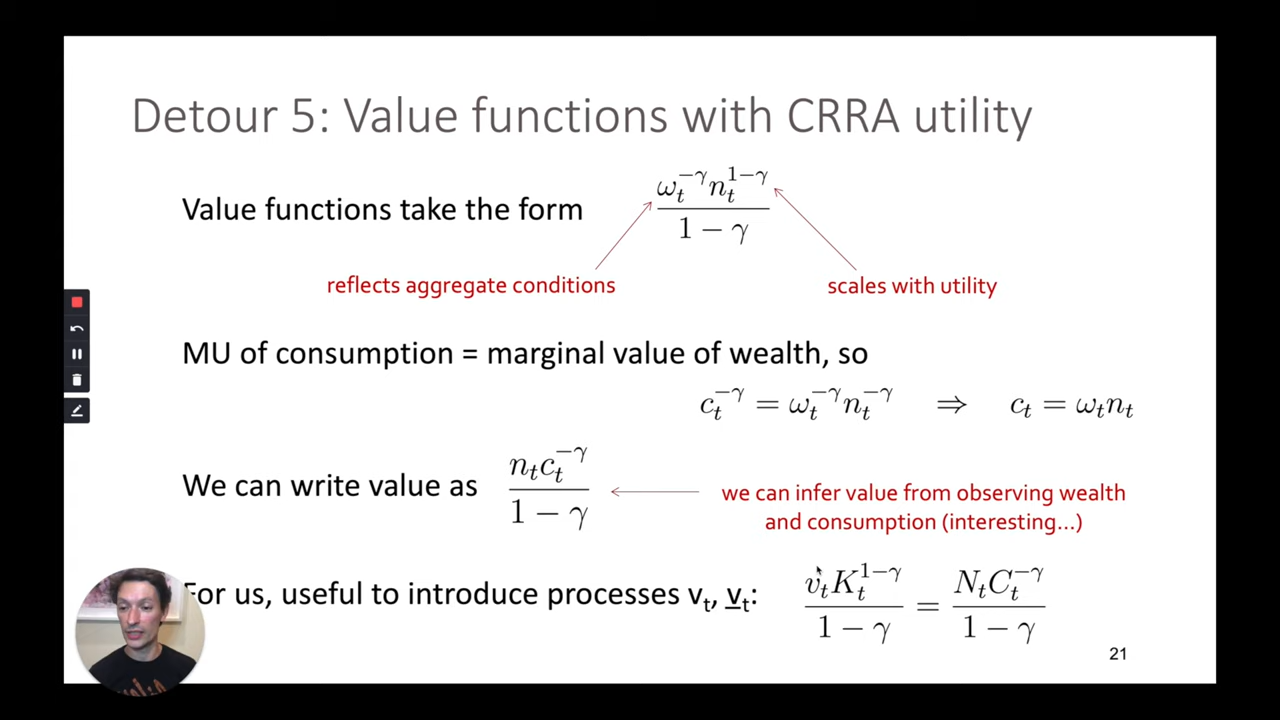 Detour 5: Value functions with CRRA utility
Value functions take the form
ω_t^{-γ} n_t^{1-γ} / (1 − γ)
reflects aggregate conditions
scales with utility
MU of consumption = marginal value of wealth, so
c_t^{-γ} = ω_t^{-γ} n_t^{-γ} ⇒ c_t = ω_t n_t
We can write value as
n_t c_t^{-γ} / (1 − γ)
we can infer value from observing wealth
and consumption (interesting...)
For us, useful to introduce processes v_t, v_t:
v_t K_t^{1-γ} / (1 − γ) = N_t C_t^{-γ} / (1 − γ)
21